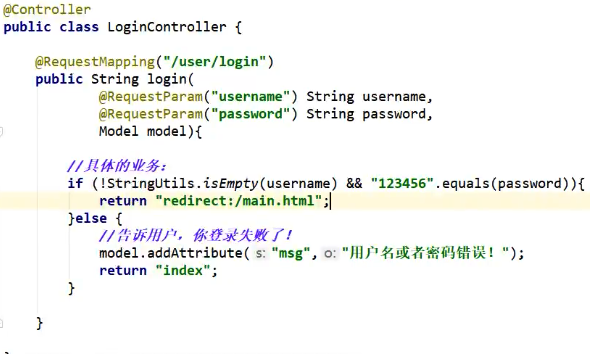 @Controller
public class LoginController {
@RequestMapping("/user/login")
public String login(
@RequestParam("username") String username,
@RequestParam("password") String password,
Model model){
//具体的业务：
if (!StringUtils.isEmpty(username) && "123456".equals(password)){
return "redirect:/main.html";
}else {
//告诉用户，你登录失败了！
model.addAttribute( s: "msg", o: "用户名或者密码错误！");
return "index";
}
}
}